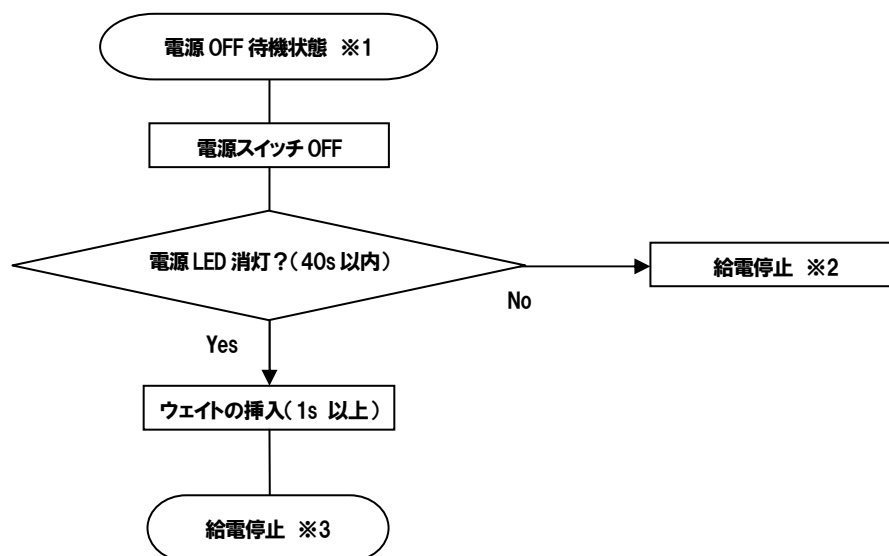 電源 OFF 待機状態 ※1
電源スイッチ OFF
電源 LED 消灯?(40s 以内)
給電停止 ※2
No
Yes
ウェイトの挿入(1s 以上)
給電停止 ※3